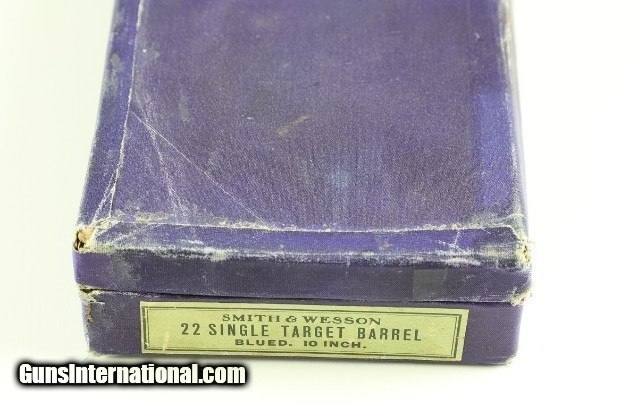 SMITH & WESSON
22 SINGLE TARGET BARREL
BLUED. 10 INCH.
GunsInternational.com